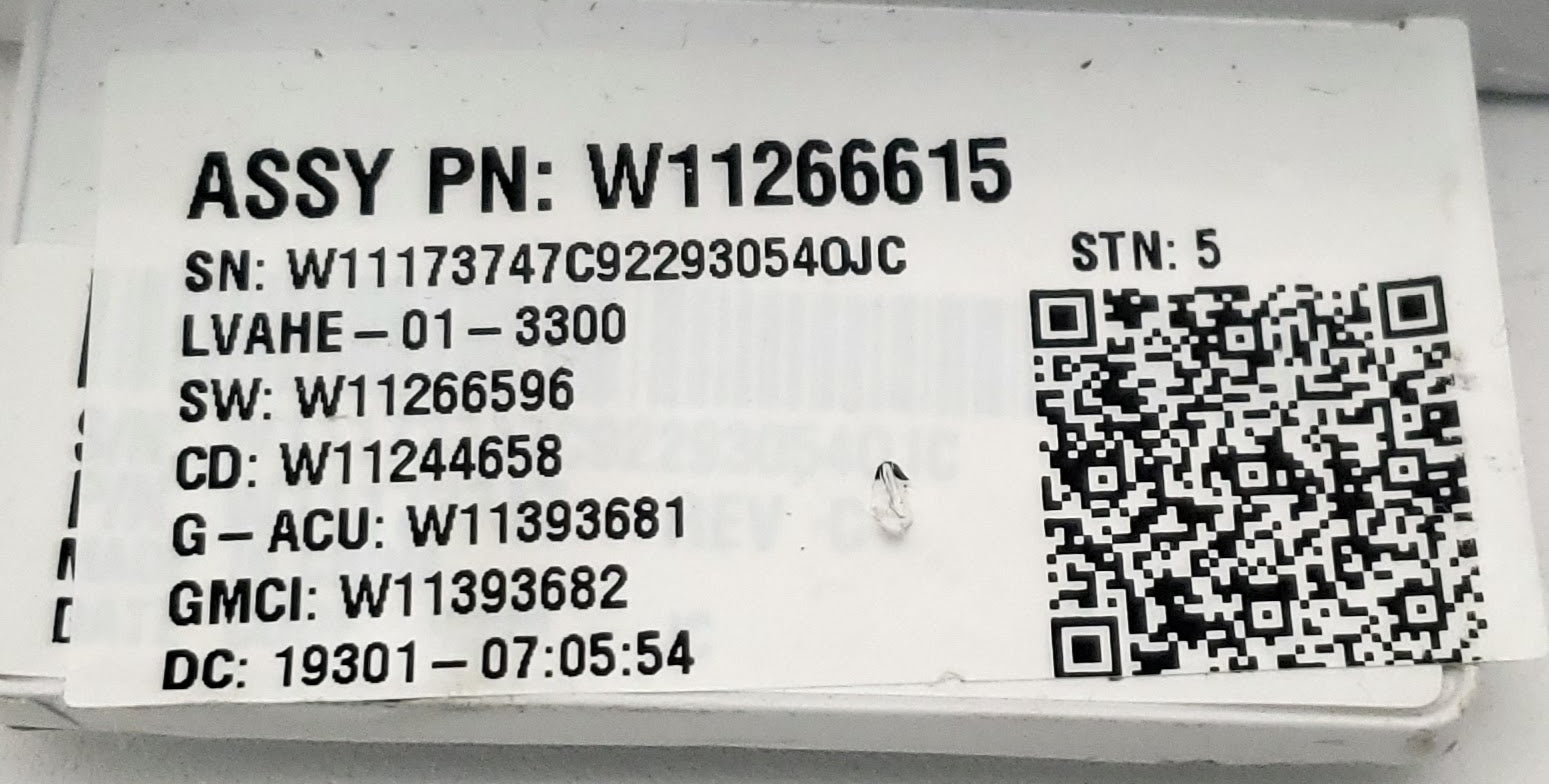 ASSY PN: W11266615
SN: W11173747C922930540JC
STN: 5
LVAHE-01-3300
SW: W11266596
CD: W11244658
G-ACU: W11393681
GMCI: W11393682
DC: 19301-07:05:54